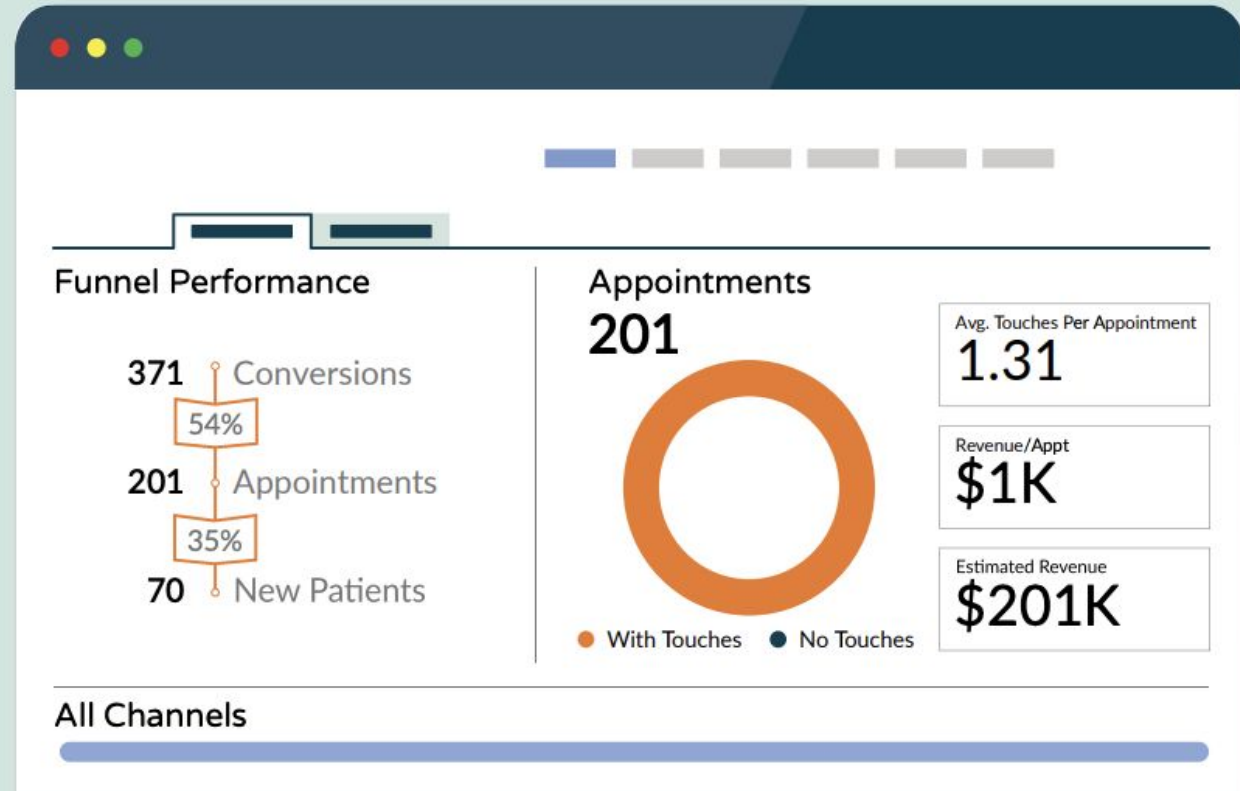 Funnel Performance
371 Conversions
54%
201 Appointments
35%
70 New Patients
Appointments
201
With Touches No Touches
Avg. Touches Per Appointment
1.31
Revenue/Appt
$1K
Estimated Revenue
$201K
All Channels